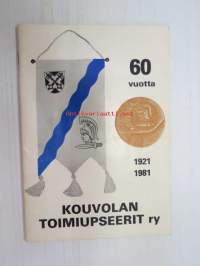 60
vuotta
1921
1981
KOUVOLAN
TOIMIUPSEERIT ry